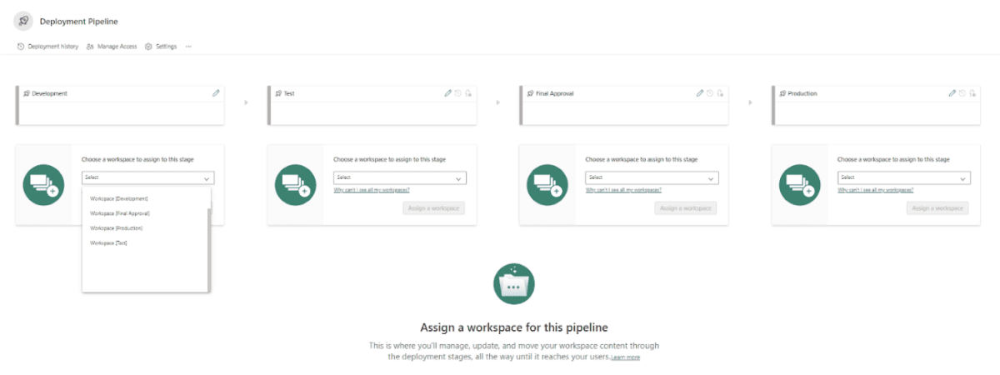 Deployment Pipeline
Deployment history Manage Access Settings ...
Development
Test
Final Approval
Production
Choose a workspace to assign to this stage
Select
Workspace [Development]
Workspace [Final Approval]
Workspace [Production]
Workspace [Test]
Choose a workspace to assign to this stage
Select
Why can't I see all my workspaces?
Assign a workspace
Choose a workspace to assign to this stage
Select
Why can't I see all my workspaces?
Assign a workspace
Choose a workspace to assign to this stage
Select
Why can't I see all my workspaces?
Assign a workspace
Assign a workspace for this pipeline
This is where you'll manage, update, and move your workspace content through
the deployment stages, all the way until it reaches your users. Learn more